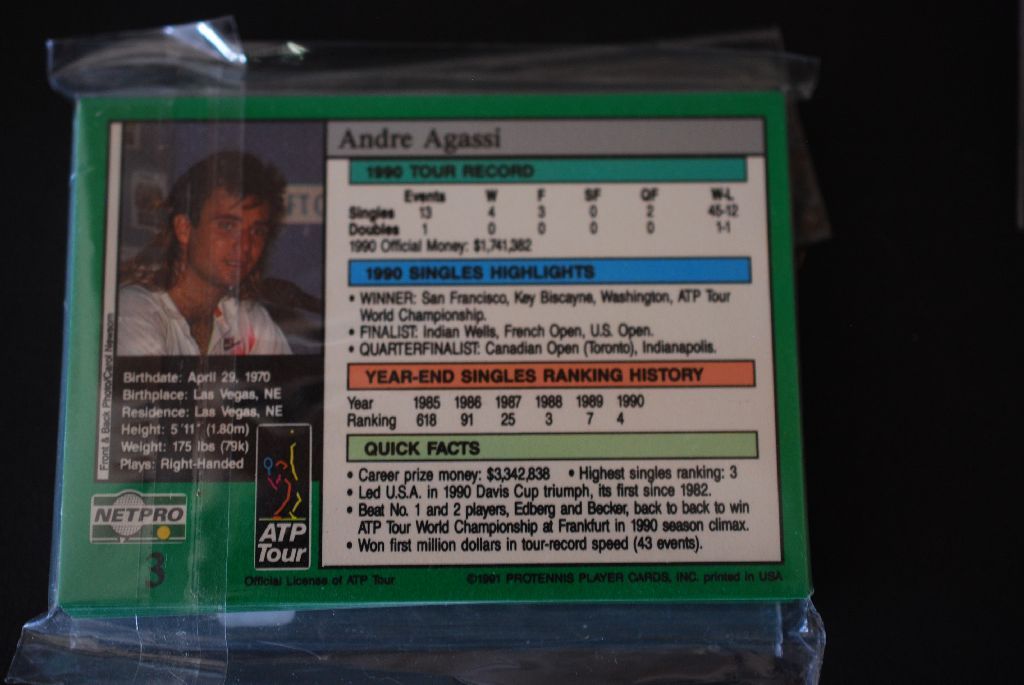 Andre Agassi
1990 TOUR RECORD
Events W F SF QF W-L
Singles 13 4 3 0 2 45-12
Doubles 1 0 0 0 0 1-1
1990 Official Money: $1,741,382
1990 SINGLES HIGHLIGHTS
• WINNER: San Francisco, Key Biscayne, Washington, ATP Tour
World Championship.
• FINALIST: Indian Wells, French Open, U.S. Open.
• QUARTERFINALIST: Canadian Open (Toronto), Indianapolis.
YEAR-END SINGLES RANKING HISTORY
Year 1985 1986 1987 1988 1989 1990
Ranking 618 91 25 3 7 4
QUICK FACTS
• Career prize money: $3,342,838 • Highest singles ranking: 3
• Led U.S.A. in 1990 Davis Cup triumph, its first since 1982.
• Beat No. 1 and 2 players, Edberg and Becker, back to back to win
ATP Tour World Championship at Frankfurt in 1990 season climax.
• Won first million dollars in tour-record speed (43 events).
Front & Back Photo/Carol Newsom
Birthdate: April 29, 1970
Birthplace: Las Vegas, NE
Residence: Las Vegas, NE
Height: 5'11" (1.80m)
Weight: 175 lbs (79k)
Plays: Right-Handed
NETPRO
3
ATP
Tour
Official License of ATP Tour
©1991 PROTENNIS PLAYER CARDS, INC. printed in USA